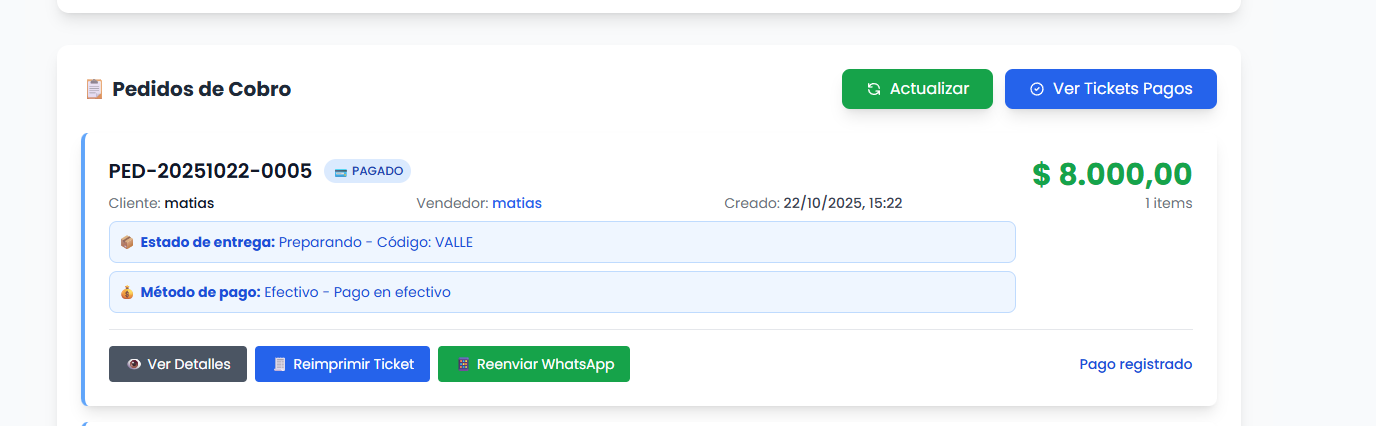 Pedidos de Cobro
Actualizar
Ver Tickets Pagos
PED-20251022-0005
PAGADO
$ 8.000,00
Cliente: matias
Vendedor: matias
Creado: 22/10/2025, 15:22
1 items
Estado de entrega: Preparando - Código: VALLE
Método de pago: Efectivo - Pago en efectivo
Ver Detalles
Reimprimir Ticket
Reenviar WhatsApp
Pago registrado